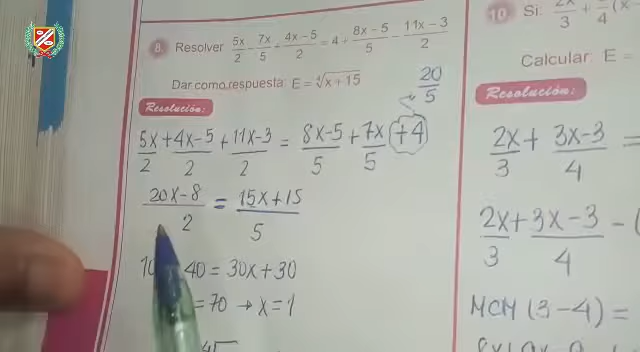 8. Resolver 5x/2 - 7x/5 + 4x-5/2 = 4 + 8x-5/5 - 11x-3/2
Dar como respuesta: E = ∜x+15
20/5
Resolución:
5x/2 + 4x-5/2 + 11x-3/2 = 8x-5/5 + 7x/5 + 4
20x-8/2 = 15x+15/5
40 = 30x+30
= 70 → x=1
10 Si:
Calcular: E =
Resolución:
2x/3 + 3x-3/4 =
2x/3 + 3x-3/4 -
MCM (3-4) =